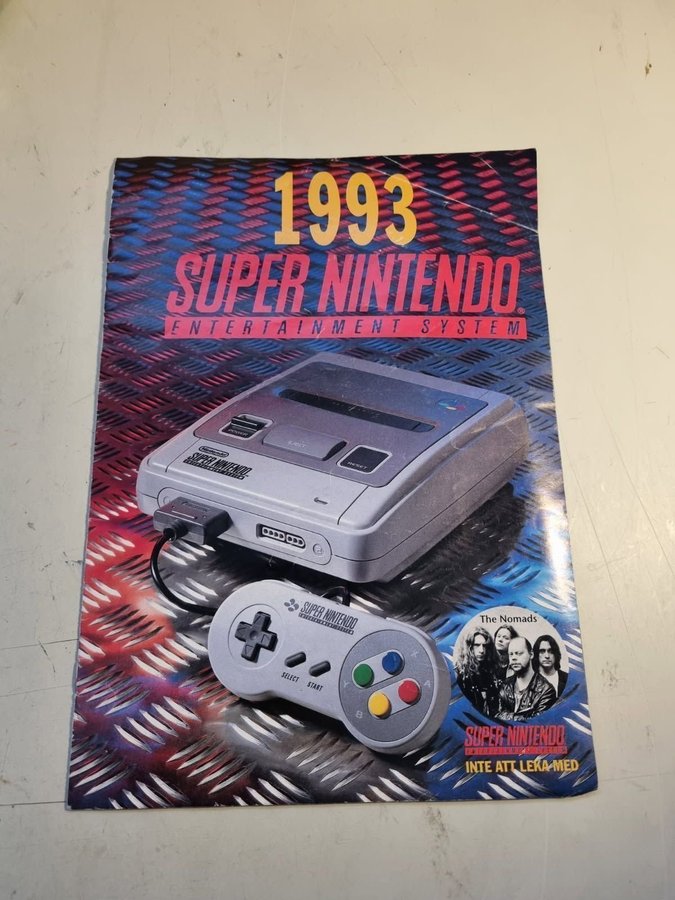 1993
SUPER NINTENDO®
ENTERTAINMENT SYSTEM
POWER
EJECT
RESET
Nintendo
SUPER NINTENDO
ENTERTAINMENT SYSTEM
SUPER NINTENDO
ENTERTAINMENT SYSTEM
SELECT START
X
Y
A
B
The Nomads
SUPER NINTENDO
ENTERTAINMENT SYSTEM
INTE ATT LEKA MED